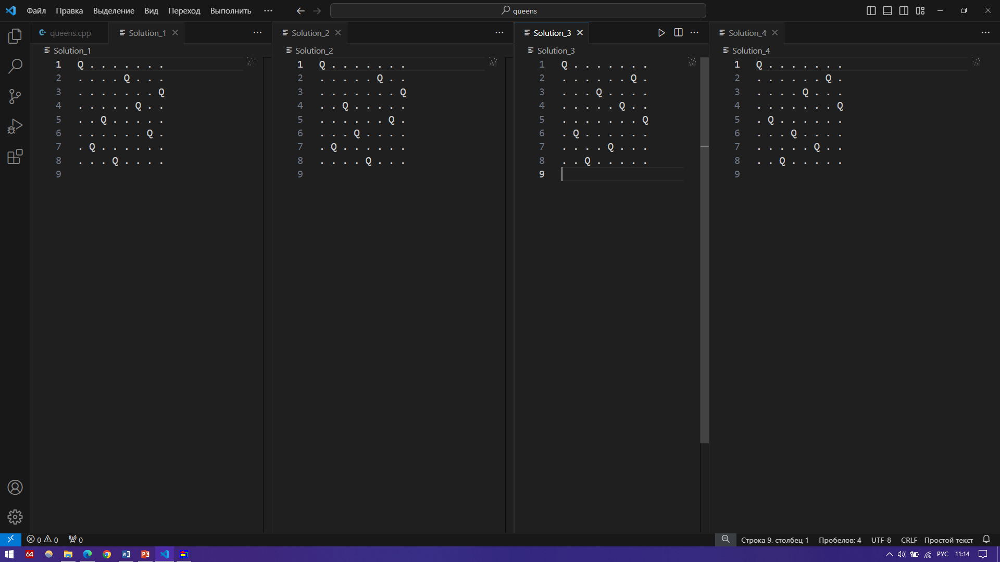 Файл Правка Выделение Вид Переход Выполнить ··· queens
queens.cpp Solution_1 ···
Solution_1
1 Q . . . . . . .
2 . . . . Q . . .
3 . . . . . . . Q
4 . . . . . Q . .
5 . . Q . . . . .
6 . . . . . . Q .
7 . Q . . . . . .
8 . . . Q . . . .
9
Solution_2 ···
Solution_2
1 Q . . . . . . .
2 . . . . . Q . .
3 . . . . . . . Q
4 . . Q . . . . .
5 . . . . . . Q .
6 . . . Q . . . .
7 . Q . . . . . .
8 . . . . Q . . .
9
Solution_3 ···
Solution_3
1 Q . . . . . . .
2 . . . . . . Q .
3 . . . Q . . . .
4 . . . . . Q . .
5 . . . . . . . Q
6 . Q . . . . . .
7 . . . . Q . . .
8 . . Q . . . . .
9
Solution_4 ···
Solution_4
1 Q . . . . . . .
2 . . . . . . Q .
3 . . . . Q . . .
4 . . . . . . . Q
5 . Q . . . . . .
6 . . . Q . . . .
7 . . . . . Q . .
8 . . Q . . . . .
9
0 0 0 Строка 9, столбец 1 Пробелов: 4 UTF-8 CRLF Простой текст
64 РУС 11:14